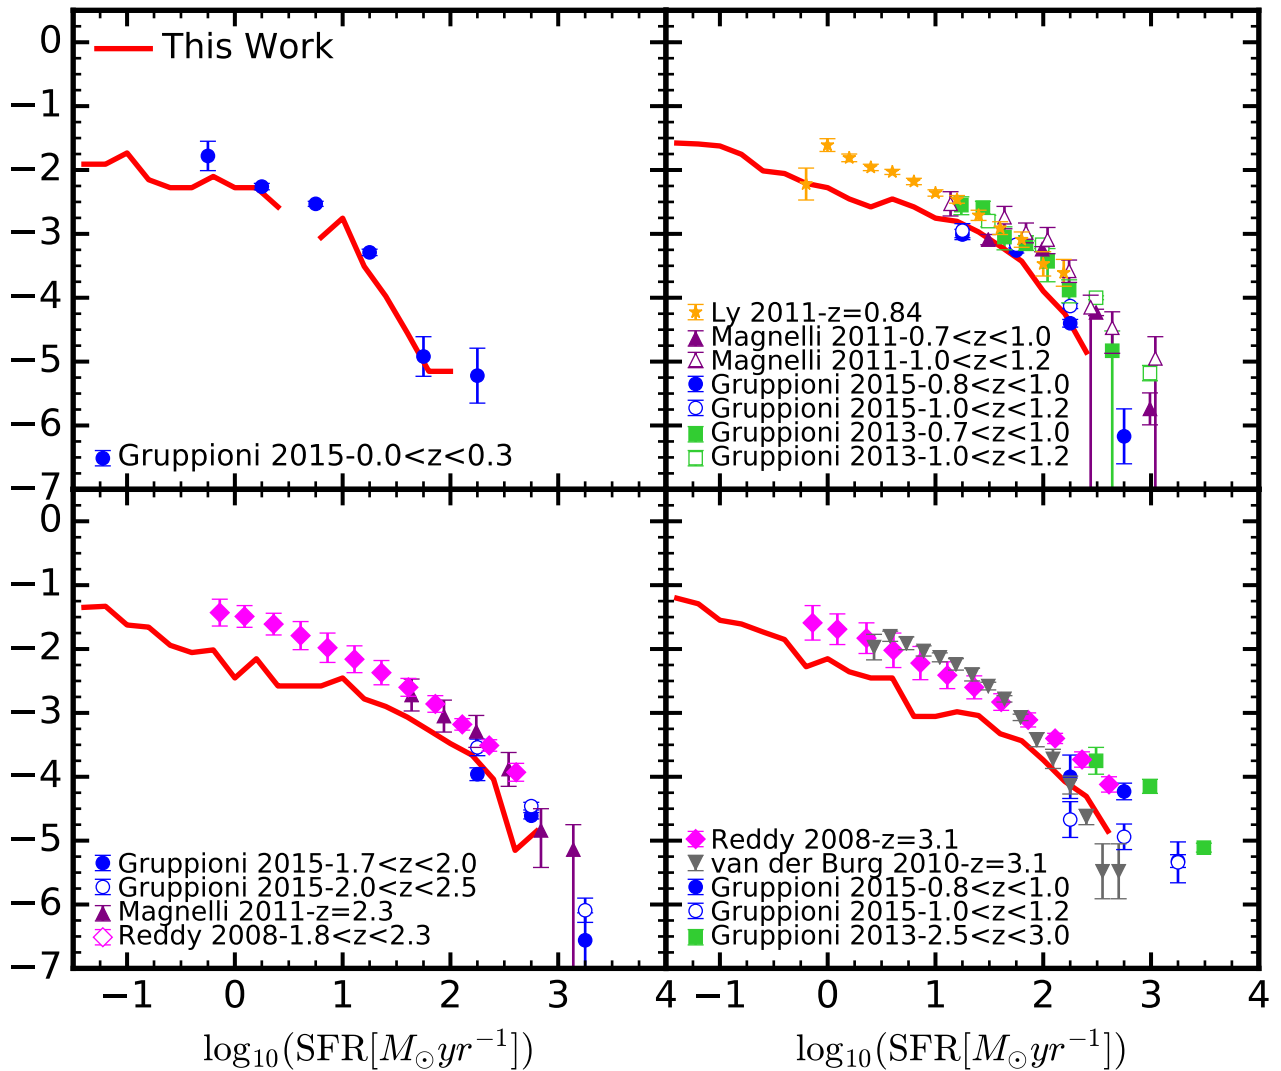 This Work
0
−1
−2
−3
−4
−5
−6
−7
Gruppioni 2015-0.0<z<0.3
Ly 2011-z=0.84
Magnelli 2011-0.7<z<1.0
Magnelli 2011-1.0<z<1.2
Gruppioni 2015-0.8<z<1.0
Gruppioni 2015-1.0<z<1.2
Gruppioni 2013-0.7<z<1.0
Gruppioni 2013-1.0<z<1.2
0
−1
−2
−3
−4
−5
−6
−7
Gruppioni 2015-1.7<z<2.0
Gruppioni 2015-2.0<z<2.5
Magnelli 2011-z=2.3
Reddy 2008-1.8<z<2.3
Reddy 2008-z=3.1
van der Burg 2010-z=3.1
Gruppioni 2015-0.8<z<1.0
Gruppioni 2015-1.0<z<1.2
Gruppioni 2013-2.5<z<3.0
−1 0 1 2 3 4 −1 0 1 2 3 4
log₁₀(SFR[M⊙yr⁻¹]) log₁₀(SFR[M⊙yr⁻¹])